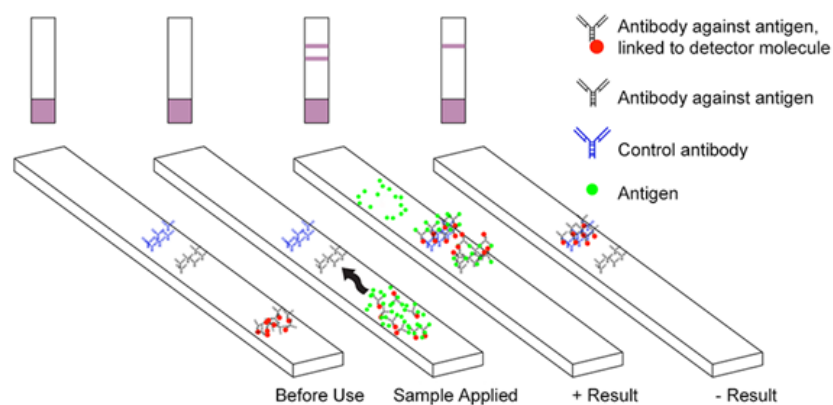 Antibody against antigen,
linked to detector molecule
Antibody against antigen
Control antibody
Antigen
Before Use
Sample Applied
+ Result
- Result